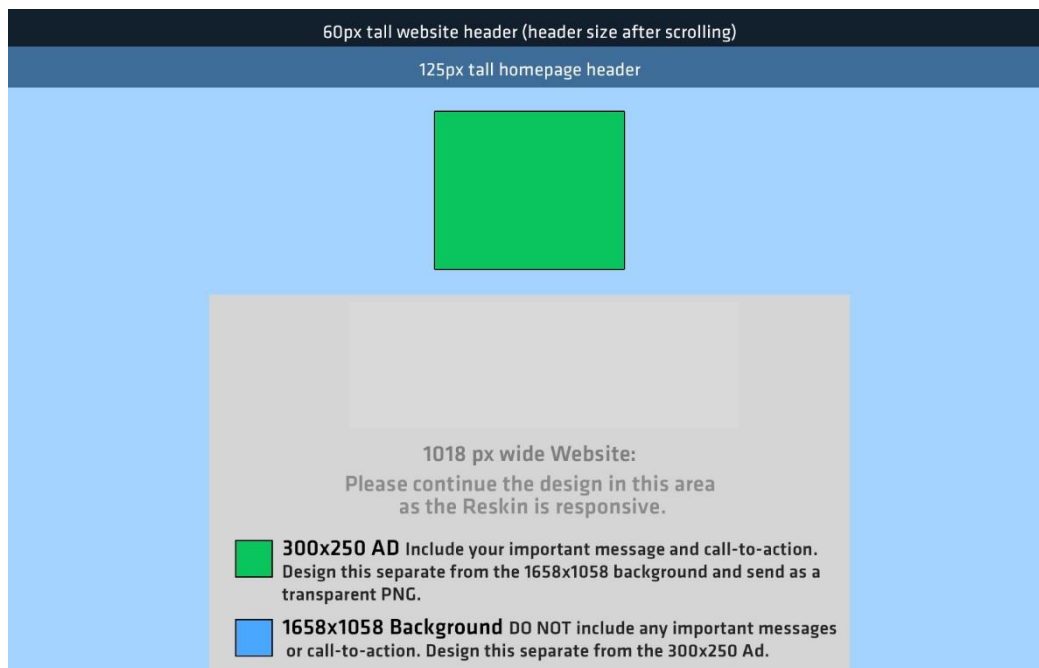 60px tall website header (header size after scrolling)
125px tall homepage header
1018 px wide Website:
Please continue the design in this area
as the Reskin is responsive.
300x250 AD Include your important message and call-to-action.
Design this separate from the 1658x1058 background and send as a
transparent PNG.
1658x1058 Background DO NOT include any important messages
or call-to-action. Design this separate from the 300x250 Ad.